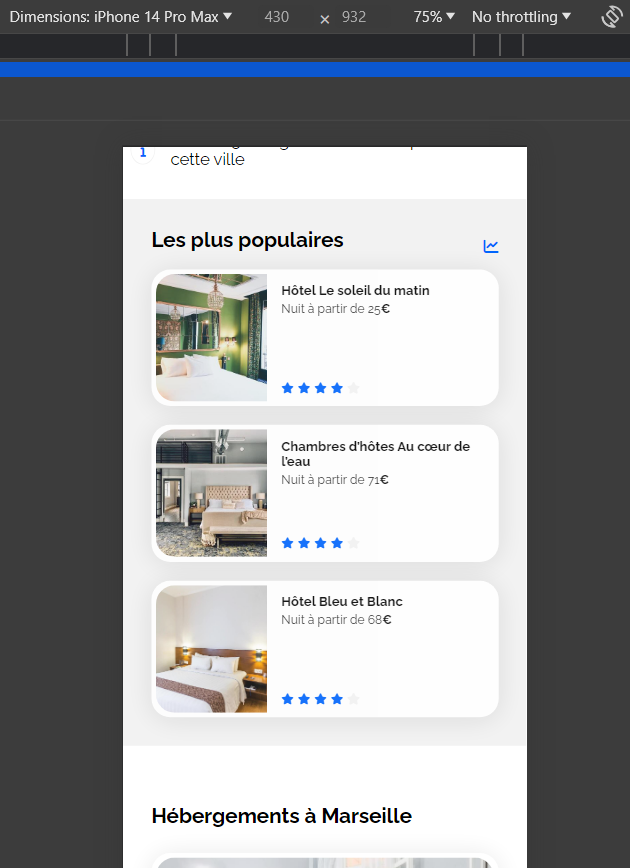 Dimensions: iPhone 14 Pro Max 430 × 932 75% No throttling
1
cette ville
Les plus populaires
Hôtel Le soleil du matin
Nuit à partir de 25€
Chambres d'hôtes Au cœur de
l'eau
Nuit à partir de 71€
Hôtel Bleu et Blanc
Nuit à partir de 68€
Hébergements à Marseille